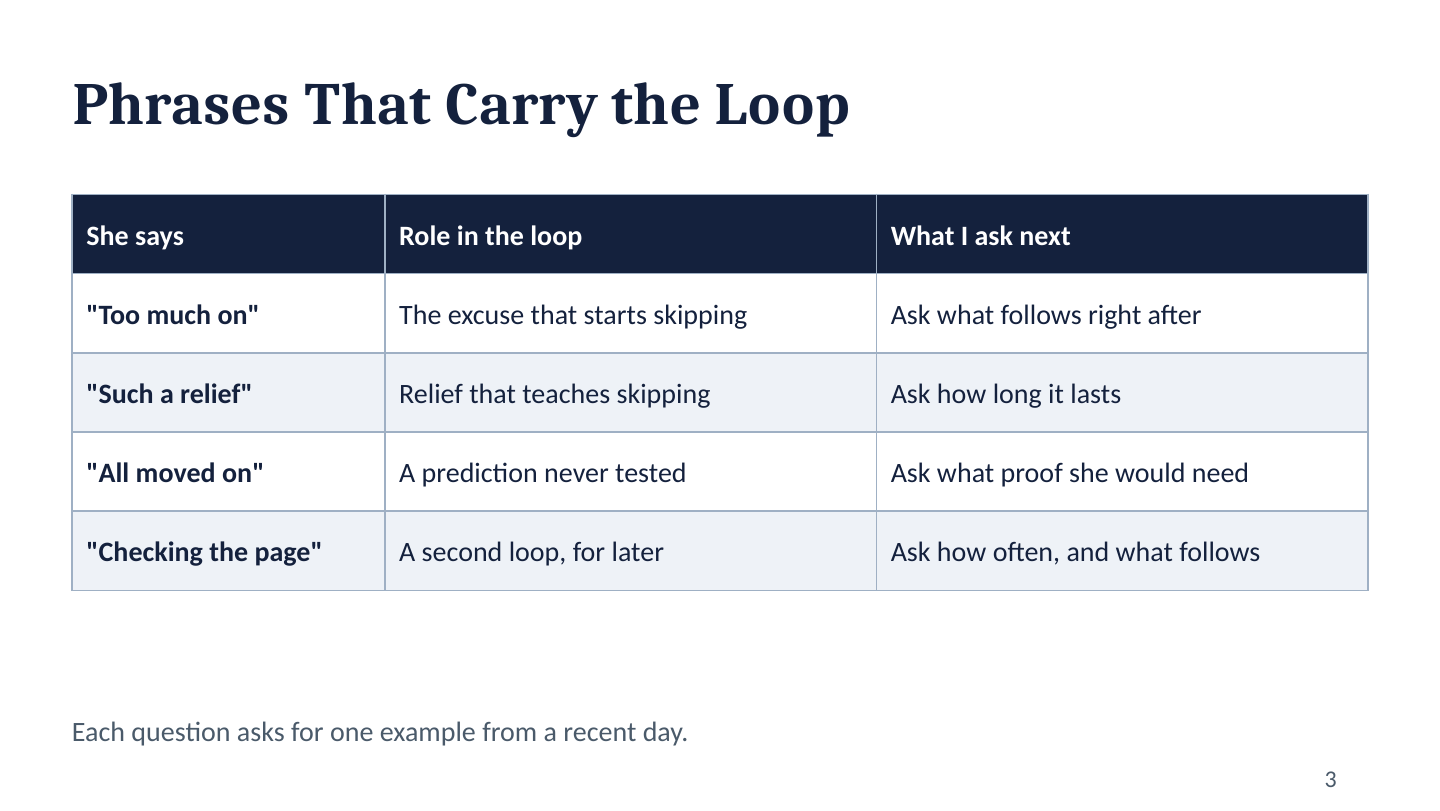 Phrases That Carry the Loop
She says
Role in the loop
What I ask next
"Too much on"
The excuse that starts skipping
Ask what follows right after
"Such a relief"
Relief that teaches skipping
Ask how long it lasts
"All moved on"
A prediction never tested
Ask what proof she would need
"Checking the page"
A second loop, for later
Ask how often, and what follows
Each question asks for one example from a recent day.
3